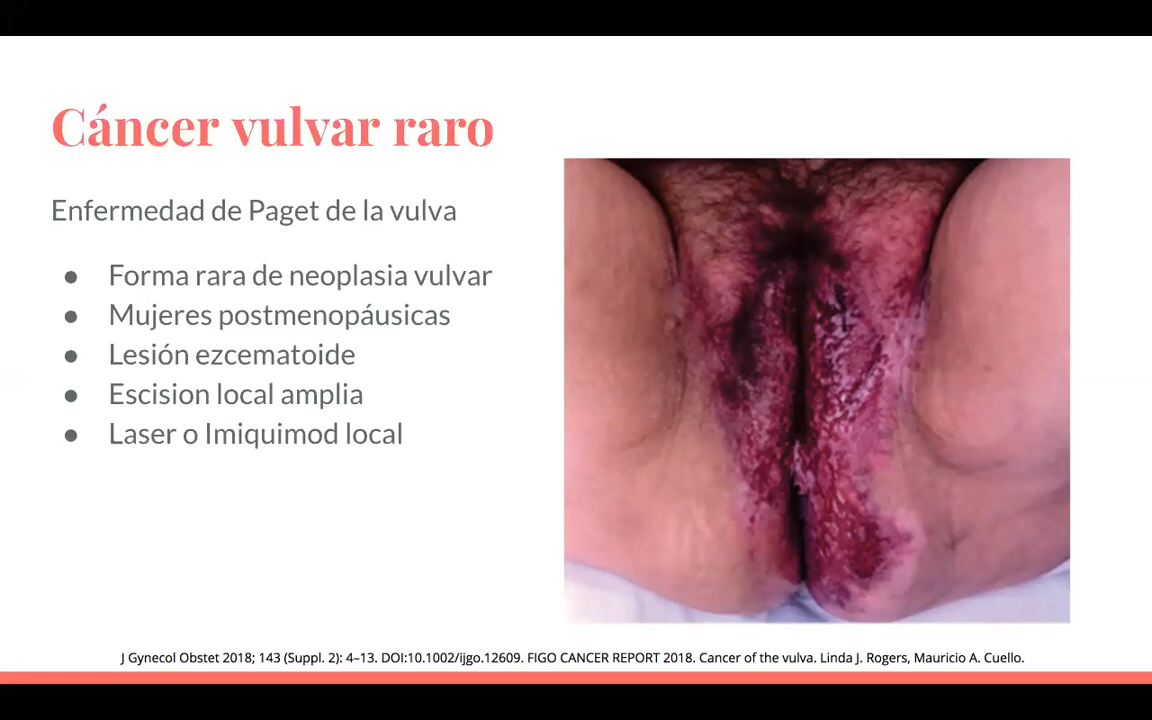 Cáncer vulvar raro
Enfermedad de Paget de la vulva
● Forma rara de neoplasia vulvar
● Mujeres postmenopáusicas
● Lesión ezcematoide
● Escision local amplia
● Laser o Imiquimod local
J Gynecol Obstet 2018; 143 (Suppl. 2): 4–13. DOI:10.1002/ijgo.12609. FIGO CANCER REPORT 2018. Cancer of the vulva. Linda J. Rogers, Mauricio A. Cuello.